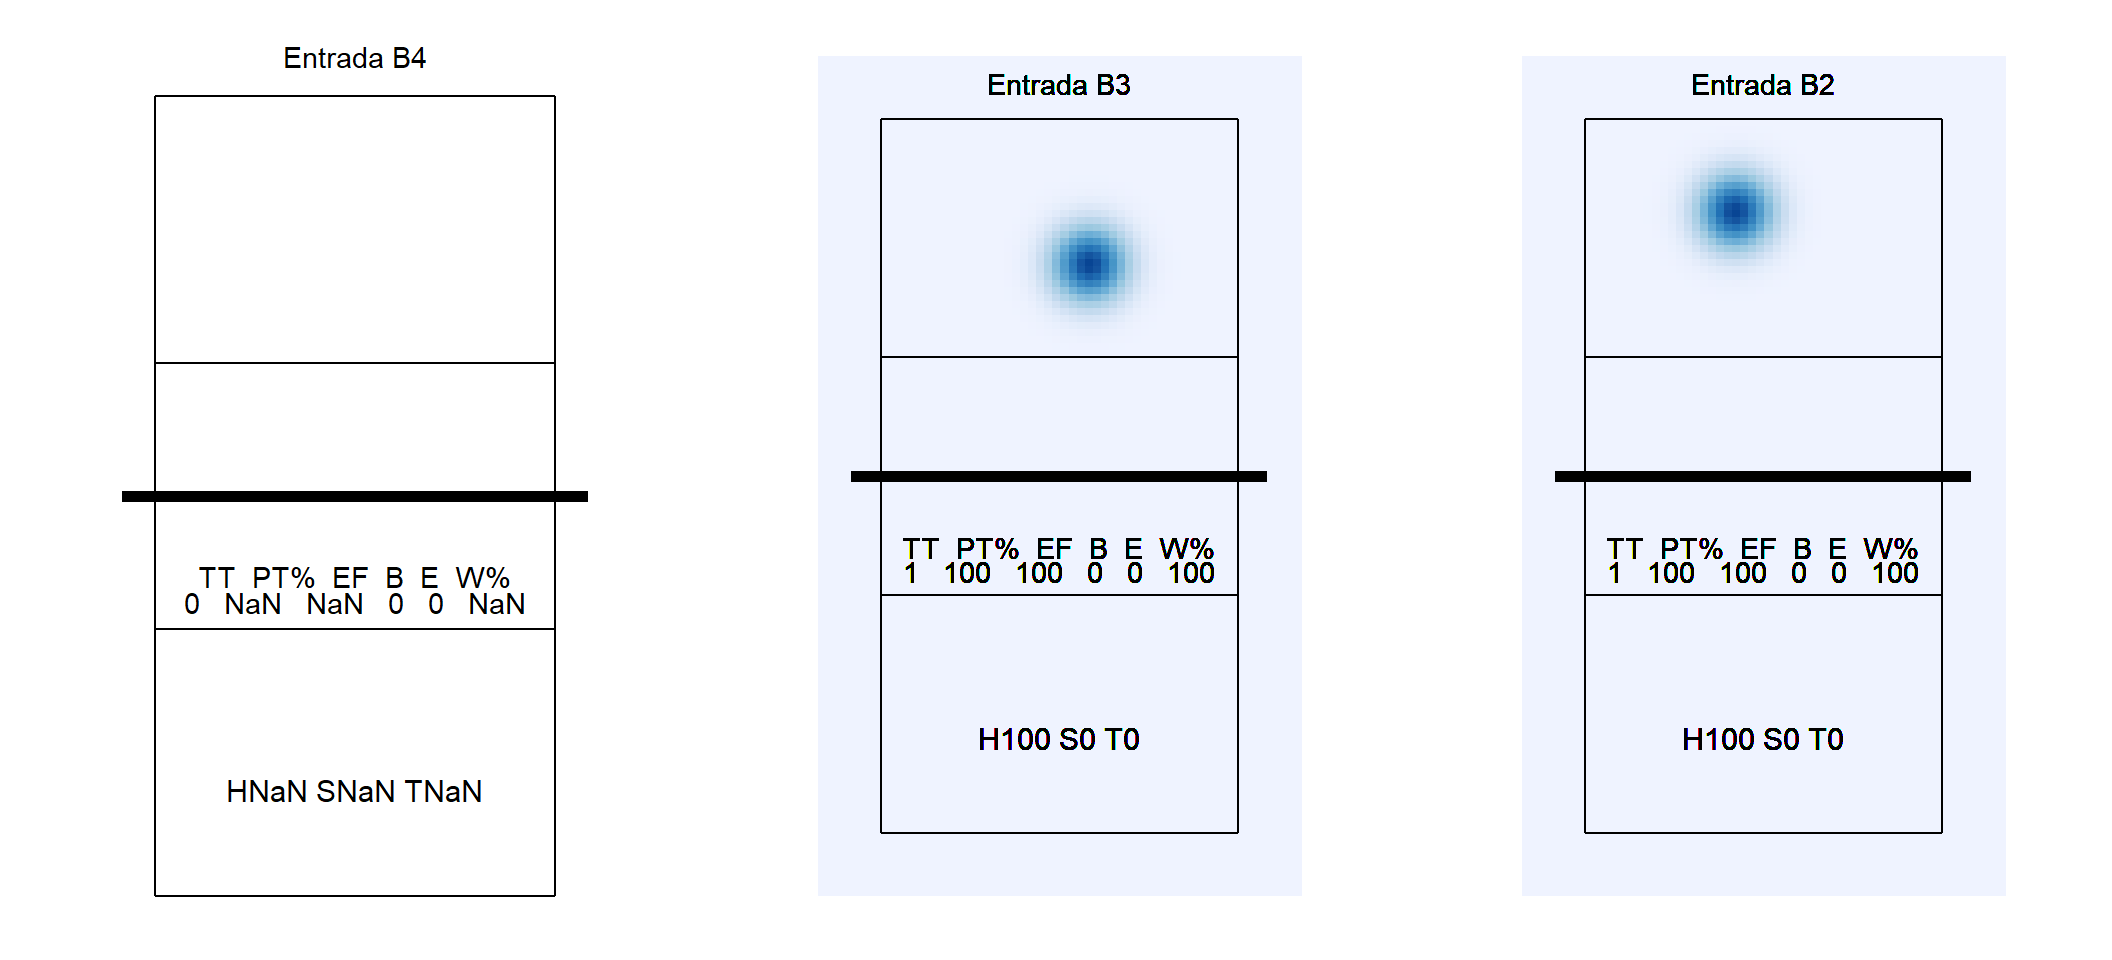 Entrada B4
TT PT% EF B E W%
0 NaN NaN 0 0 NaN
HNaN SNaN TNaN
Entrada B3
TT PT% EF B E W%
1 100 100 0 0 100
H100 S0 T0
Entrada B2
TT PT% EF B E W%
1 100 100 0 0 100
H100 S0 T0